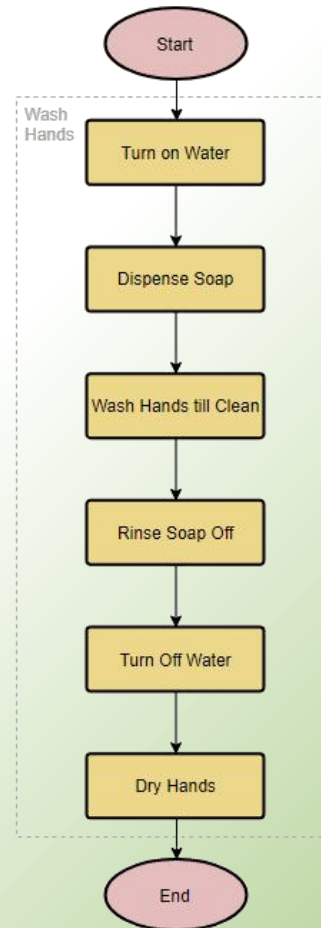 Start
Wash
Hands
Turn on Water
Dispense Soap
Wash Hands till Clean
Rinse Soap Off
Turn Off Water
Dry Hands
End